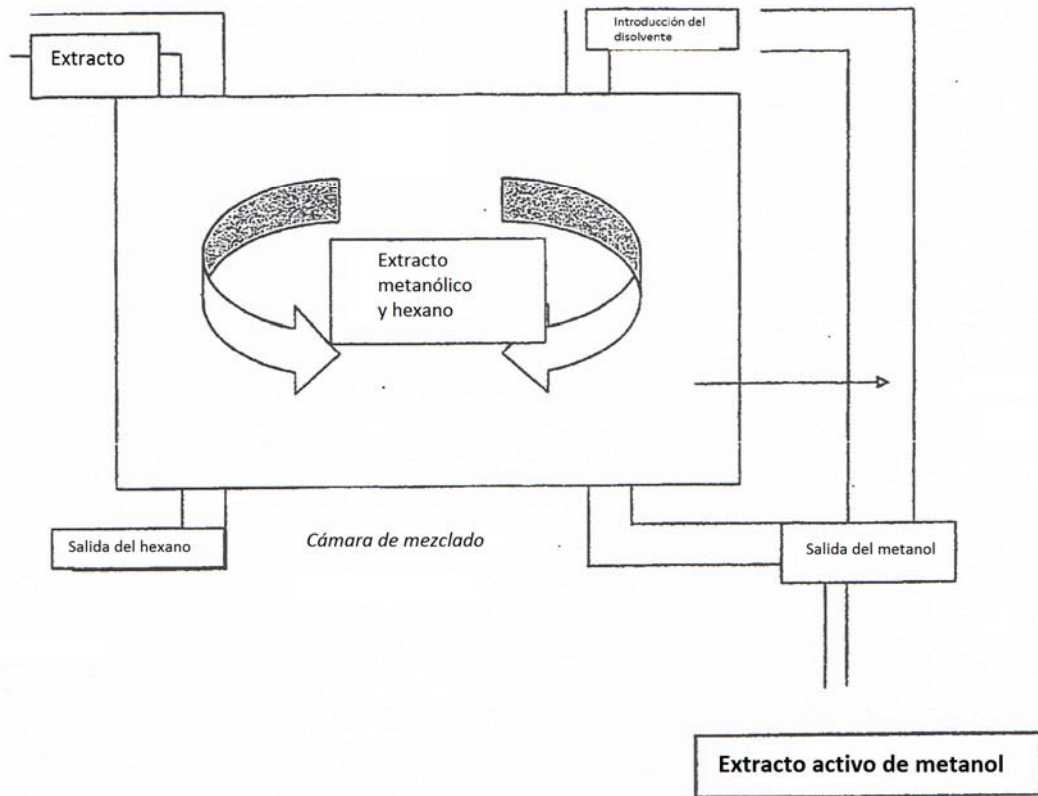 Introducción del
disolvente
Extracto
Extracto
metanólico
y hexano
Salida del hexano
Cámara de mezclado
Salida del metanol
Extracto activo de metanol